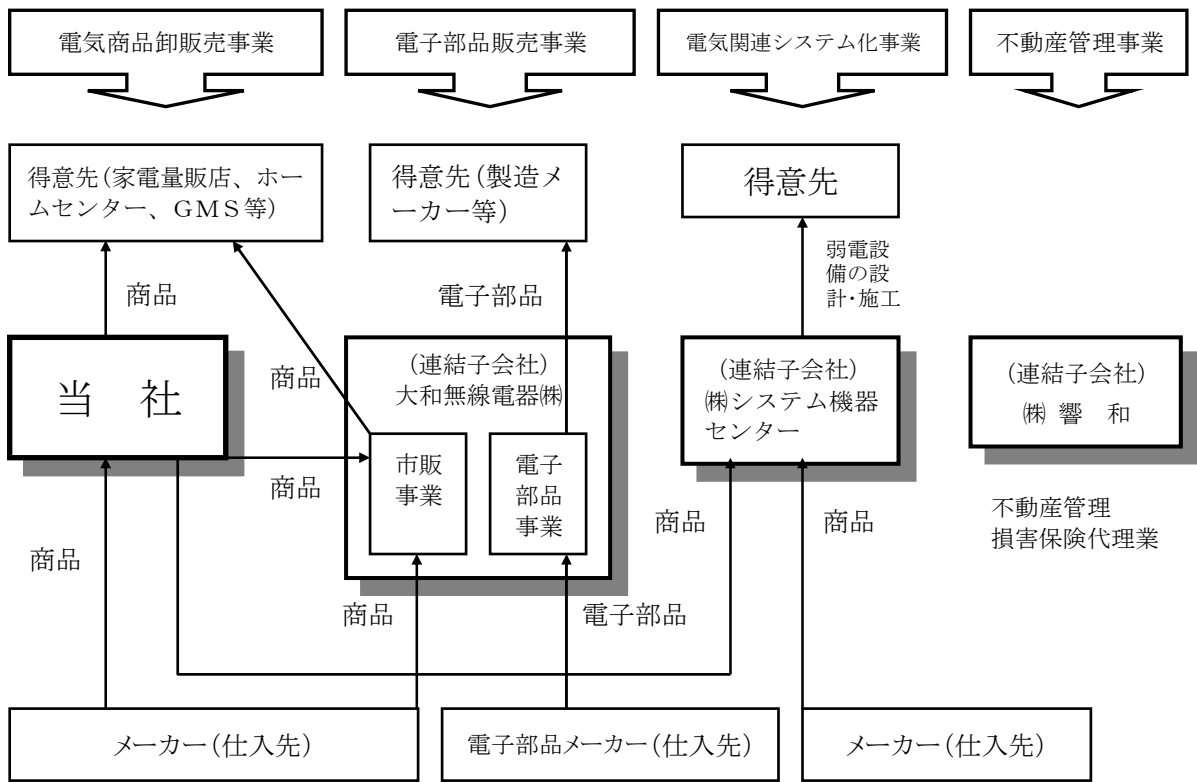 電気商品卸販売事業
電子部品販売事業
電気関連システム化事業
不動産管理事業
得意先(家電量販店、ホー
ムセンター、GMS等)
得意先(製造メ
ーカー等)
得意先
商品
電子部品
弱電設
備の設
計・施工
当 社
商品
(連結子会社)
大和無線電器㈱
(連結子会社)
㈱システム機器
センター
(連結子会社)
㈱ 響 和
商品
市販
事業
電子
部品
事業
商品
商品
商品
不動産管理
損害保険代理業
商品
電子部品
メーカー(仕入先)
電子部品メーカー(仕入先)
メーカー(仕入先)